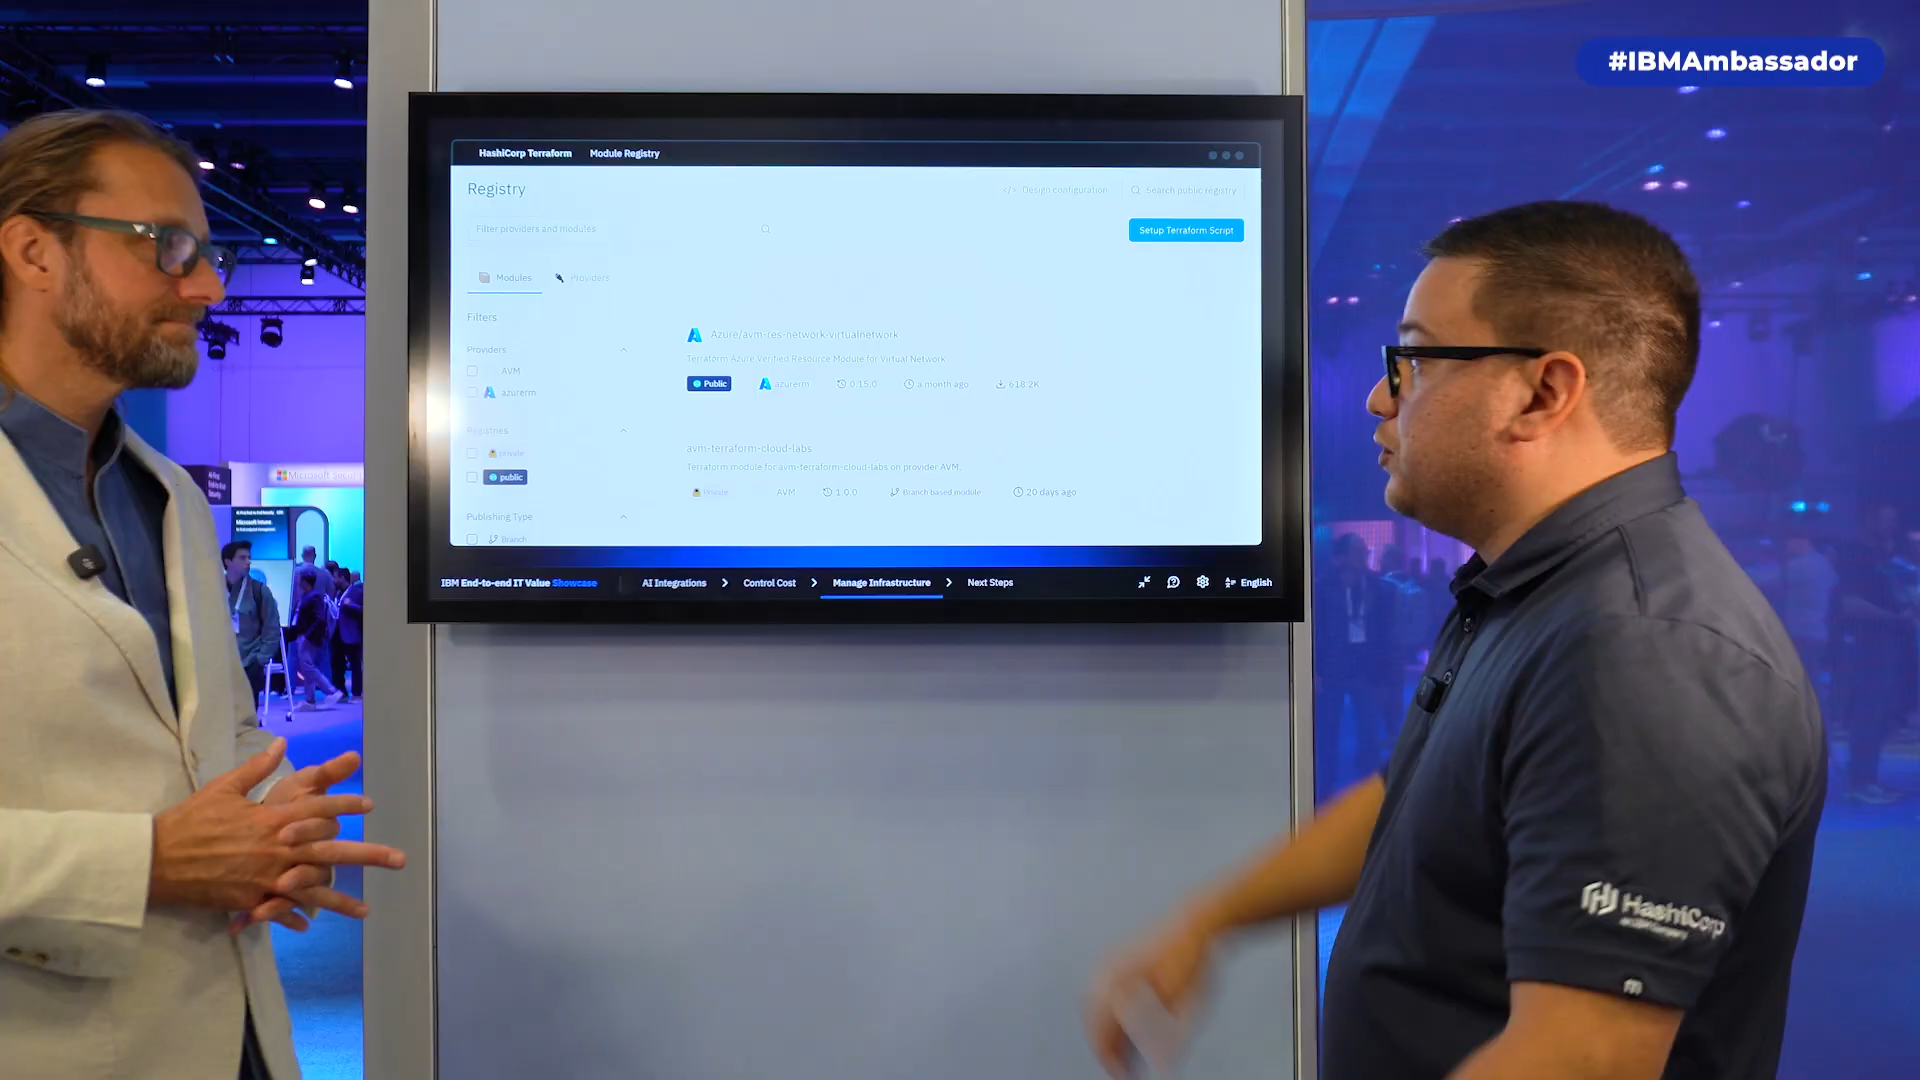 #IBMAmbassador
HashiCorp Terraform Module Registry
Registry
</> Design configuration
Search public registry
Filter providers and modules
Setup Terraform Script
Modules Providers
Filters
Providers
AVM
azurerm
Registries
private
public
Publishing Type
Branch
Azure/avm-res-network-virtualnetwork
Terraform Azure Verified Resource Module for Virtual Network
Public azurerm 0.15.0 a month ago 618.2K
avm-terraform-cloud-labs
Terraform module for avm-terraform-cloud-labs on provider AVM.
Private AVM 1.0.0 Branch based module 20 days ago
IBM End-to-end IT Value Showcase AI Integrations > Control Cost > Manage Infrastructure > Next Steps English
Microsoft
Microsoft Intune
HashiCorp